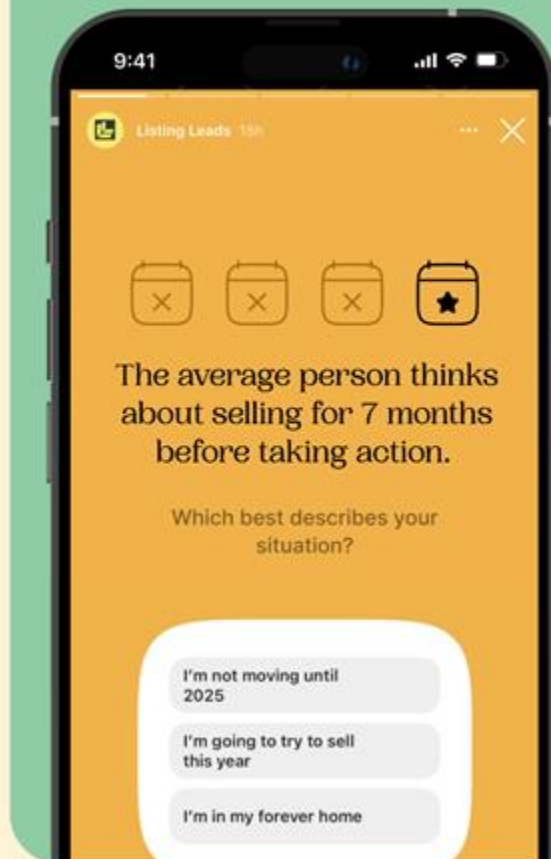 9:41
Listing Leads 18h
The average person thinks
about selling for 7 months
before taking action.
Which best describes your
situation?
I'm not moving until
2025
I'm going to try to sell
this year
I'm in my forever home